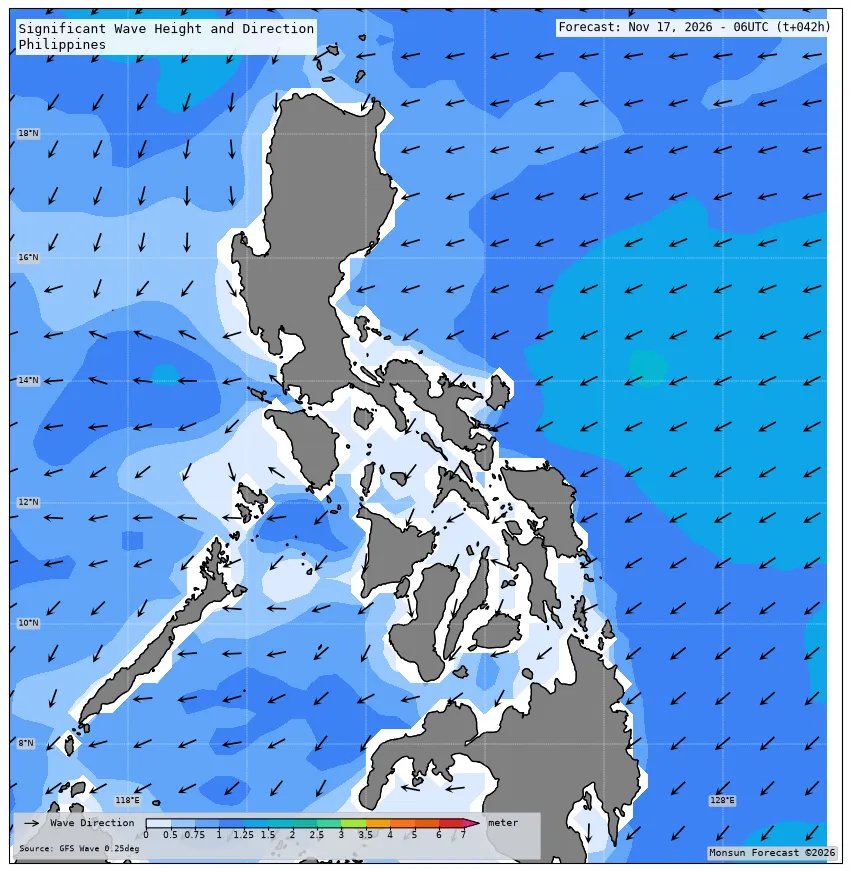 Significant Wave Height and Direction
Philippines
Forecast: Nov 17, 2026 - 06UTC (t+042h)
18°N
16°N
14°N
12°N
10°N
8°N
118°E
128°E
Wave Direction
0 0.5 0.75 1 1.25 1.5 2 2.5 3 3.5 4 5 6 7
meter
Source: GFS Wave 0.25deg
Monsun Forecast ©2026